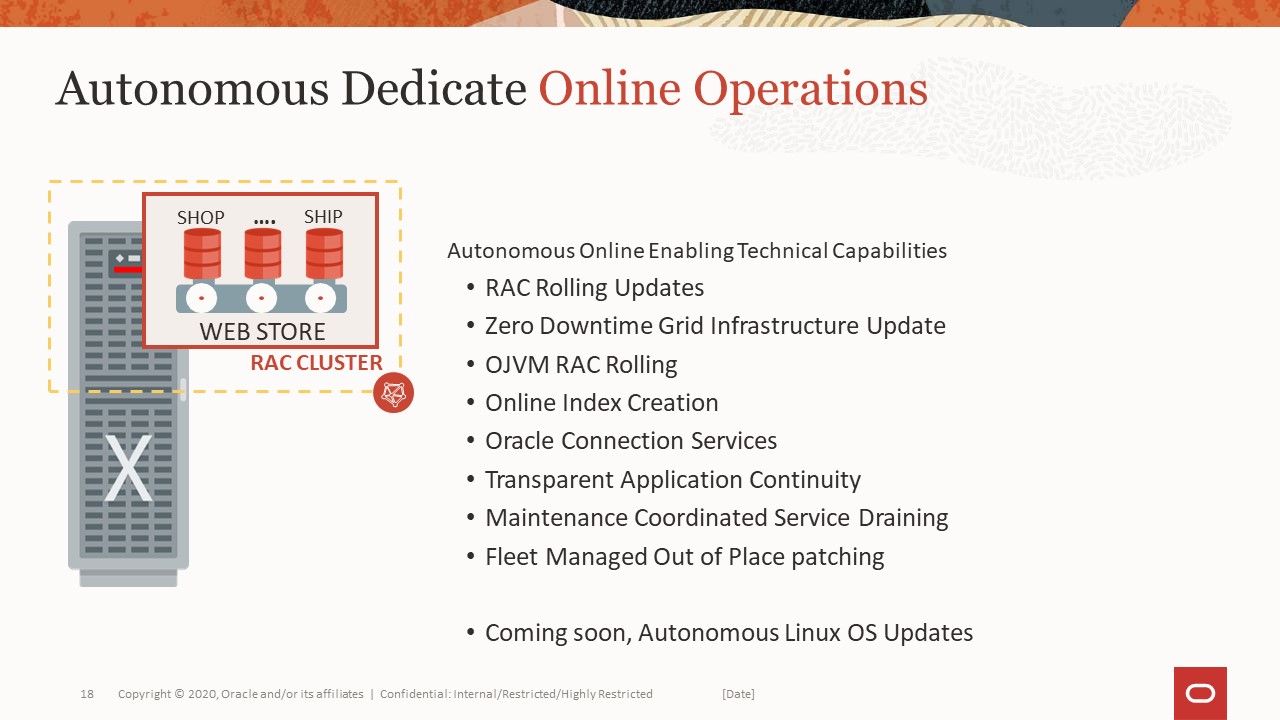 Autonomous Dedicate Online Operations
SHOP .... SHIP
WEB STORE
RAC CLUSTER
X
Autonomous Online Enabling Technical Capabilities
• RAC Rolling Updates
• Zero Downtime Grid Infrastructure Update
• OJVM RAC Rolling
• Online Index Creation
• Oracle Connection Services
• Transparent Application Continuity
• Maintenance Coordinated Service Draining
• Fleet Managed Out of Place patching
• Coming soon, Autonomous Linux OS Updates
18 Copyright © 2020, Oracle and/or its affiliates | Confidential: Internal/Restricted/Highly Restricted [Date]